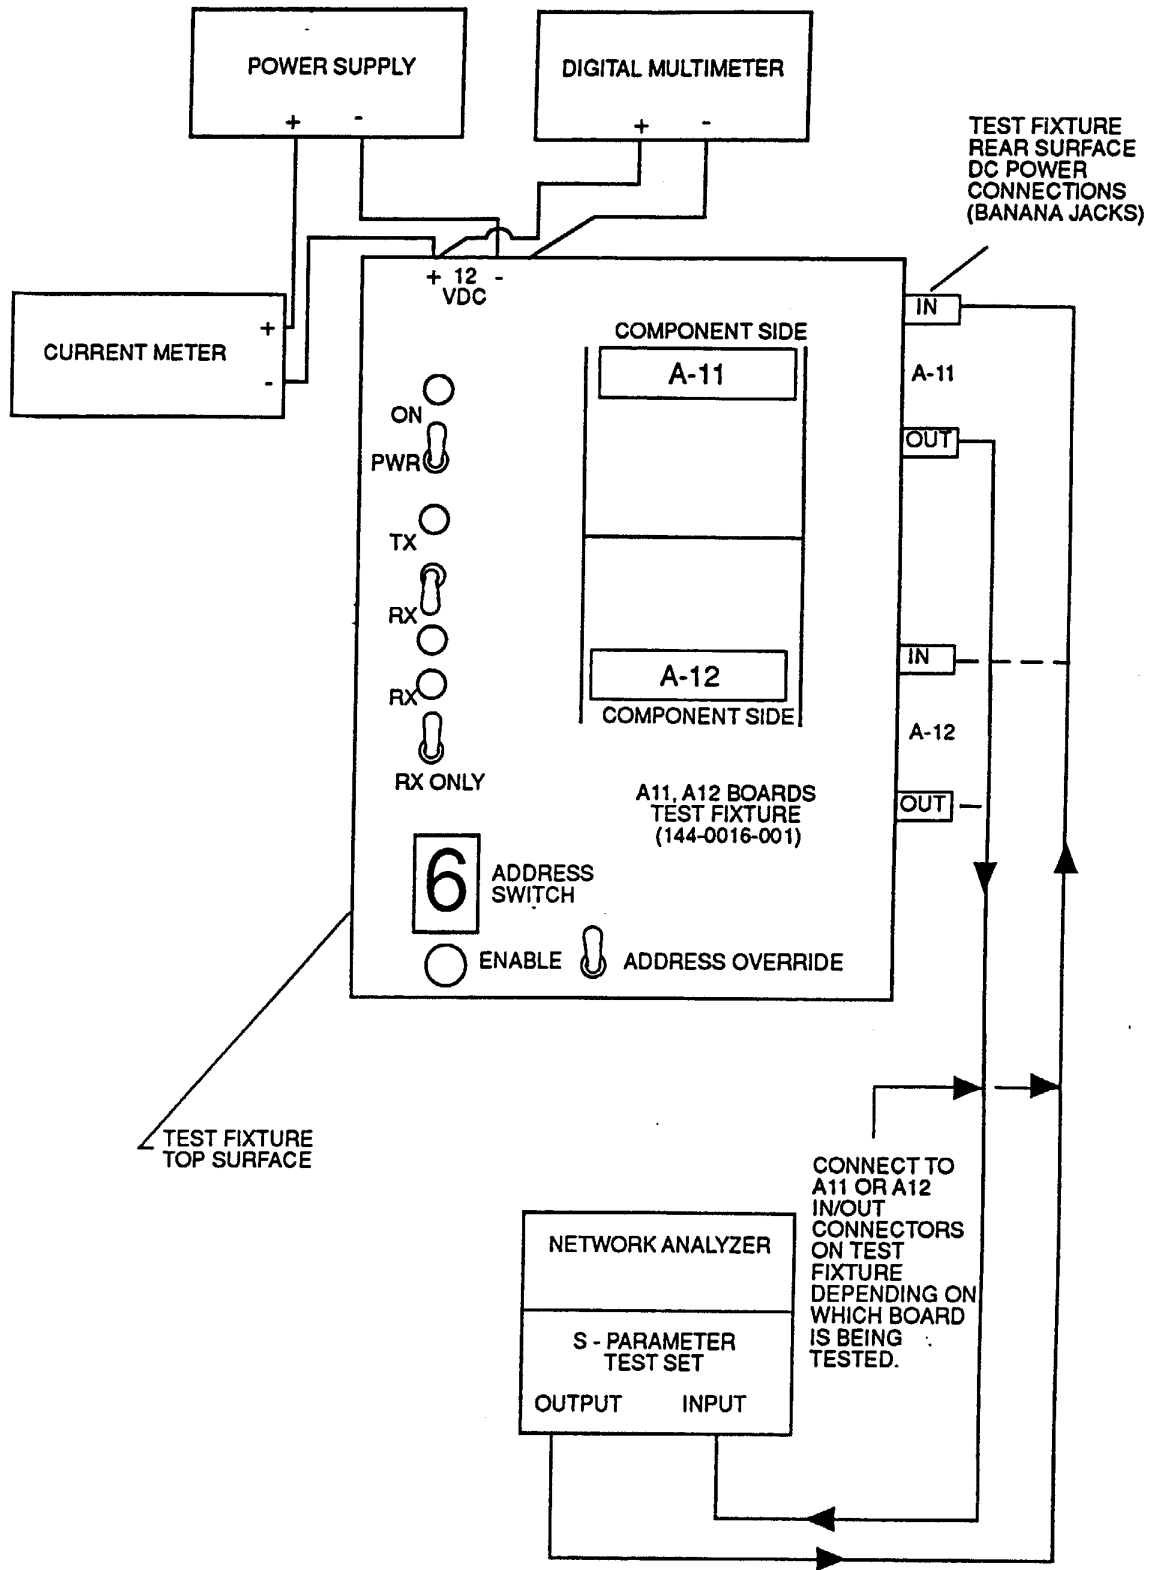 POWER SUPPLY
+ -
DIGITAL MULTIMETER
+ -
TEST FIXTURE
REAR SURFACE
DC POWER
CONNECTIONS
(BANANA JACKS)
CURRENT METER
+
-
+ 12 -
VDC
ON
PWR
TX
RX
RX
RX ONLY
COMPONENT SIDE
A-11
A-12
COMPONENT SIDE
IN
A-11
OUT
IN
A-12
OUT
A11, A12 BOARDS
TEST FIXTURE
(144-0016-001)
6
ADDRESS
SWITCH
ENABLE
ADDRESS OVERRIDE
TEST FIXTURE
TOP SURFACE
CONNECT TO
A11 OR A12
IN/OUT
CONNECTORS
ON TEST
FIXTURE
DEPENDING ON
WHICH BOARD
IS BEING
TESTED.
NETWORK ANALYZER
S - PARAMETER
TEST SET
OUTPUT INPUT